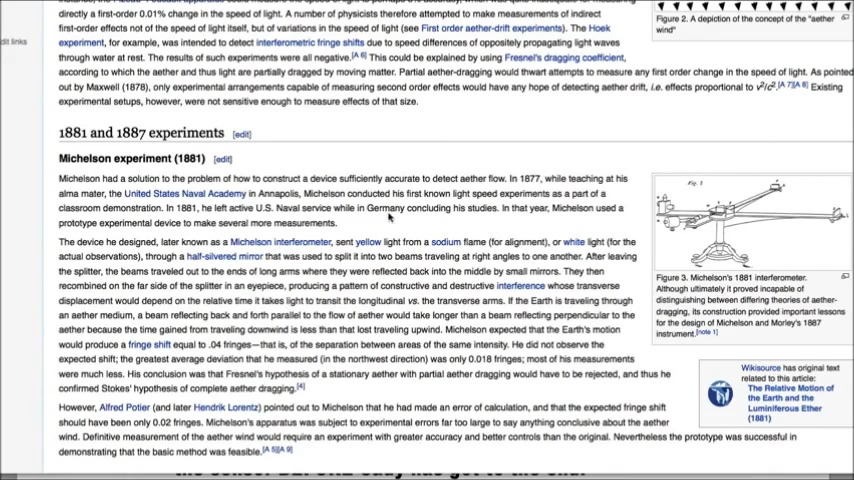 directly a first-order 0.01% change in the speed of light. A number of physicists therefore attempted to make measurements of indirect
first-order effects not of the speed of light itself, but of variations in the speed of light (see First order aether-drift experiments). The Hoek
experiment, for example, was intended to detect interferometric fringe shifts due to speed differences of oppositely propagating light waves
through water at rest. The results of such experiments were all negative.[A 6] This could be explained by using Fresnel's dragging coefficient,
according to which the aether and thus light are partially dragged by moving matter. Partial aether-dragging would thwart attempts to measure any first order change in the speed of light. As pointed
out by Maxwell (1878), only experimental arrangements capable of measuring second order effects would have any hope of detecting aether drift, i.e. effects proportional to v²/c².[A 7][A 8] Existing
experimental setups, however, were not sensitive enough to measure effects of that size.
Figure 2. A depiction of the concept of the "aether
wind"
dit links
1881 and 1887 experiments [edit]
Michelson experiment (1881) [edit]
Michelson had a solution to the problem of how to construct a device sufficiently accurate to detect aether flow. In 1877, while teaching at his
alma mater, the United States Naval Academy in Annapolis, Michelson conducted his first known light speed experiments as a part of a
classroom demonstration. In 1881, he left active U.S. Naval service while in Germany concluding his studies. In that year, Michelson used a
prototype experimental device to make several more measurements.
The device he designed, later known as a Michelson interferometer, sent yellow light from a sodium flame (for alignment), or white light (for the
actual observations), through a half-silvered mirror that was used to split it into two beams traveling at right angles to one another. After leaving
the splitter, the beams traveled out to the ends of long arms where they were reflected back into the middle by small mirrors. They then
recombined on the far side of the splitter in an eyepiece, producing a pattern of constructive and destructive interference whose transverse
displacement would depend on the relative time it takes light to transit the longitudinal vs. the transverse arms. If the Earth is traveling through
an aether medium, a beam reflecting back and forth parallel to the flow of aether would take longer than a beam reflecting perpendicular to the
aether because the time gained from traveling downwind is less than that lost traveling upwind. Michelson expected that the Earth's motion
would produce a fringe shift equal to .04 fringes—that is, of the separation between areas of the same intensity. He did not observe the
expected shift; the greatest average deviation that he measured (in the northwest direction) was only 0.018 fringes; most of his measurements
were much less. His conclusion was that Fresnel's hypothesis of a stationary aether with partial aether dragging would have to be rejected, and thus he
confirmed Stokes' hypothesis of complete aether dragging.[4]
However, Alfred Potier (and later Hendrik Lorentz) pointed out to Michelson that he had made an error of calculation, and that the expected fringe shift
should have been only 0.02 fringes. Michelson's apparatus was subject to experimental errors far too large to say anything conclusive about the aether
wind. Definitive measurement of the aether wind would require an experiment with greater accuracy and better controls than the original. Nevertheless the prototype was successful in
demonstrating that the basic method was feasible.[A 5][A 9]
Fig. 1
Figure 3. Michelson's 1881 interferometer.
Although ultimately it proved incapable of
distinguishing between differing theories of aether-
dragging, its construction provided important lessons
for the design of Michelson and Morley's 1887
instrument.[note 1]
Wikisource has original text
related to this article:
The Relative Motion of
the Earth and the
Luminiferous Ether
(1881)